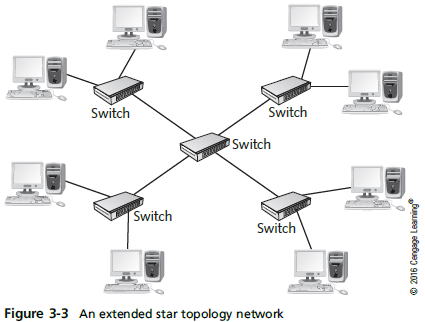 Switch
Switch
Switch
Switch
Switch
© 2016 Cengage Learning®
Figure 3-3 An extended star topology network